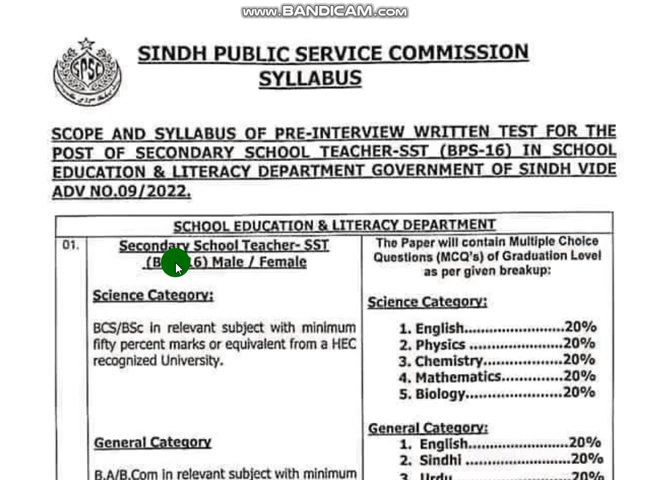 www.BANDICAM.com
SPSC
SINDH PUBLIC SERVICE COMMISSION
SYLLABUS
SCOPE AND SYLLABUS OF PRE-INTERVIEW WRITTEN TEST FOR THE
POST OF SECONDARY SCHOOL TEACHER-SST (BPS-16) IN SCHOOL
EDUCATION & LITERACY DEPARTMENT GOVERNMENT OF SINDH VIDE
ADV NO.09/2022.
SCHOOL EDUCATION & LITERACY DEPARTMENT
01.
Secondary School Teacher- SST
Male / Female
Science Category:
BCS/BSc in relevant subject with minimum
fifty percent marks or equivalent from a HEC
recognized University.
General Category
B.A/B.Com in relevant subject with minimum
The Paper will contain Multiple Choice
Questions (MCQ's) of Graduation Level
as per given breakup:
Science Category:
1. English.......................20%
2. Physics ......................20%
3. Chemistry...................20%
4. Mathematics...............20%
5. Biology.......................20%
General Category:
1. English.......................20%
2. Sindhi .......................20%
3. Urdu..........................20%